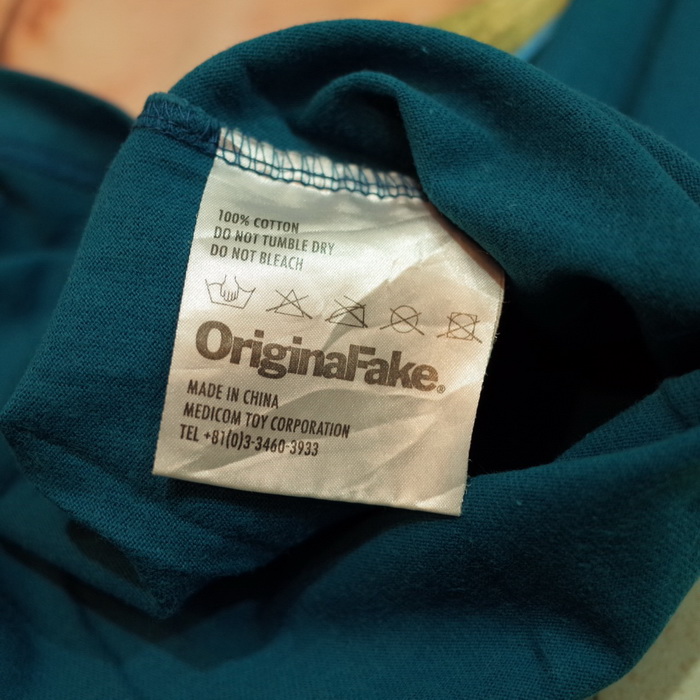 100% COTTON
DO NOT TUMBLE DRY
DO NOT BLEACH
OriginalFake®
MADE IN CHINA
MEDICOM TOY CORPORATION
TEL +81(0)3-3460-3933